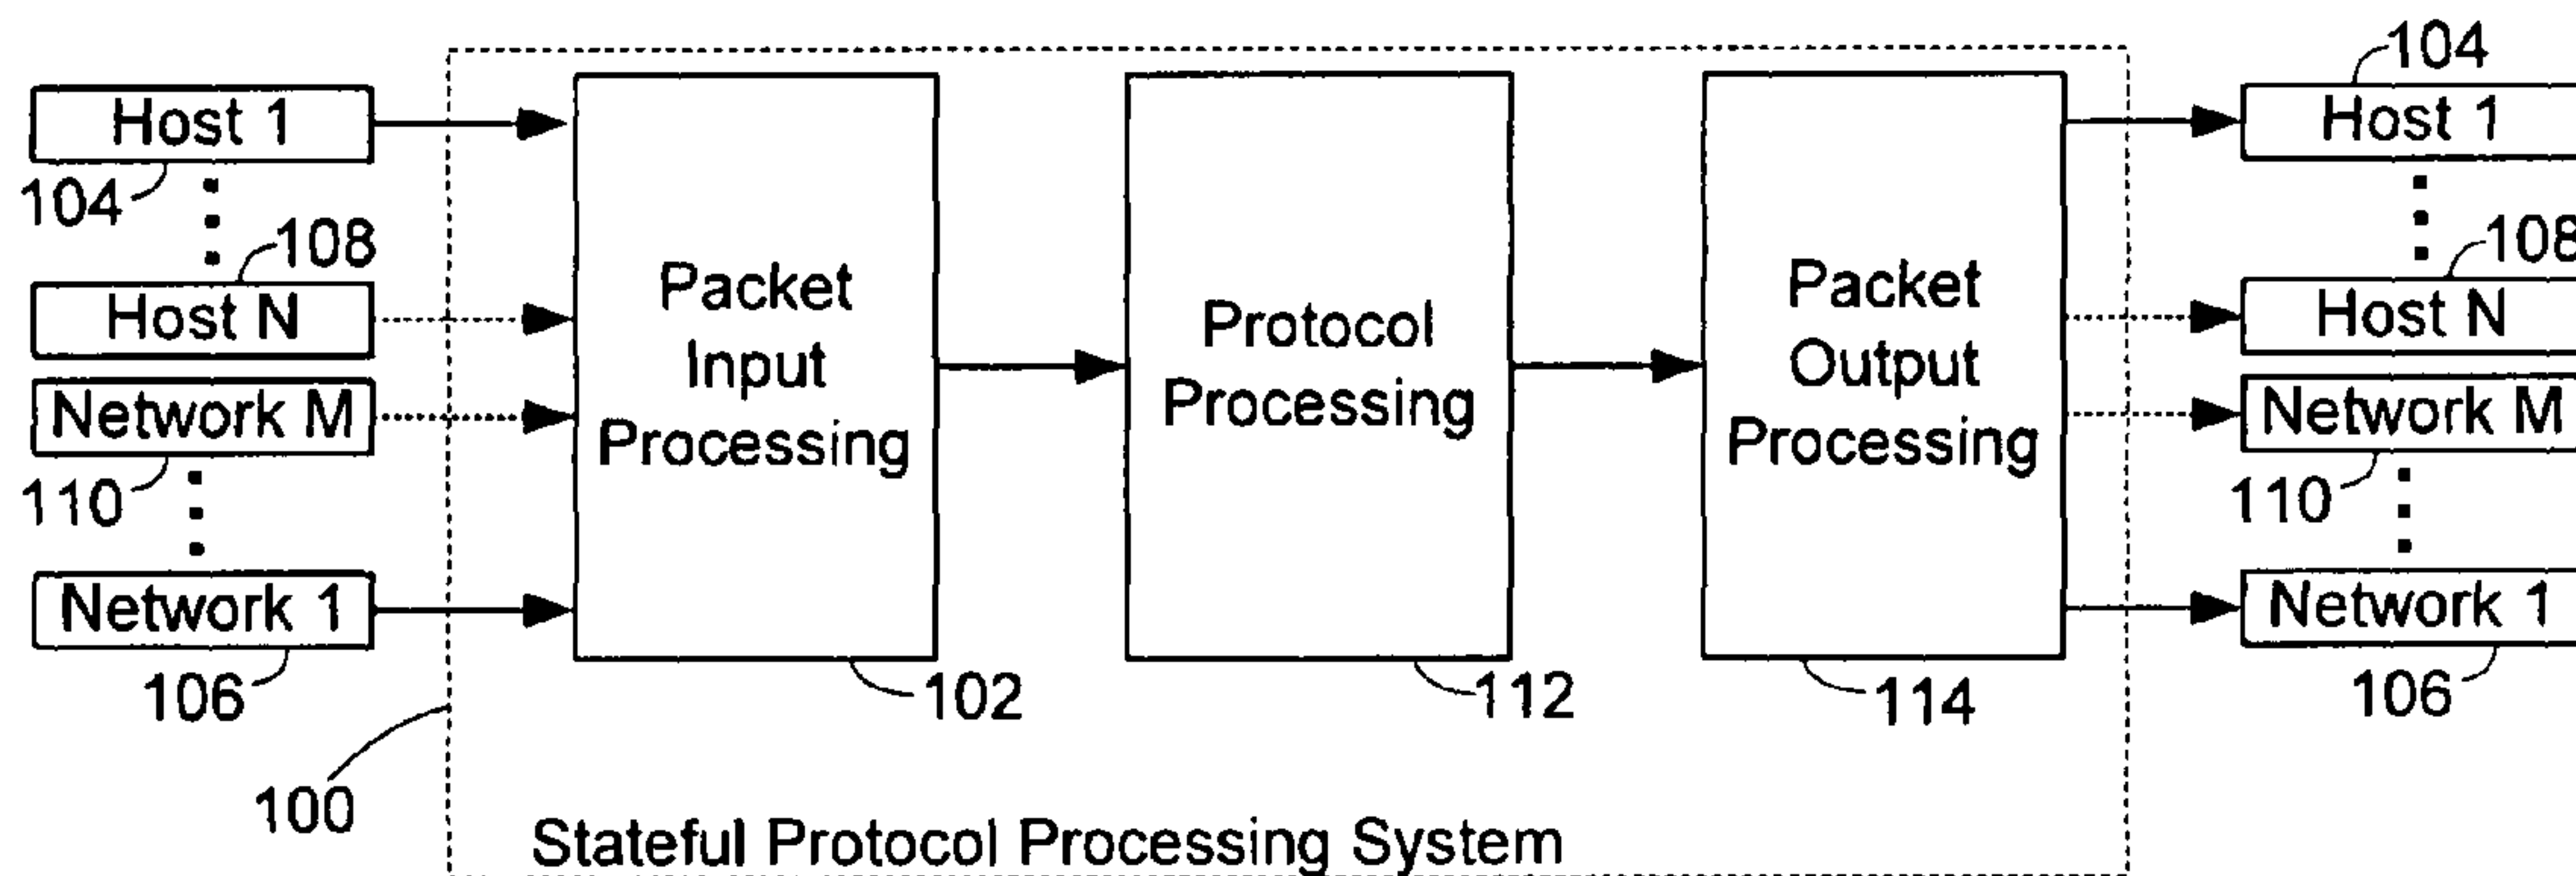 104
Host 1
Host 1
104
108
108
Host N
Host N
Packet
Input
Processing
Protocol
Processing
Packet
Output
Processing
Network M
Network M
110
110
Network 1
Network 1
106
102
112
114
106
100
Stateful Protocol Processing System